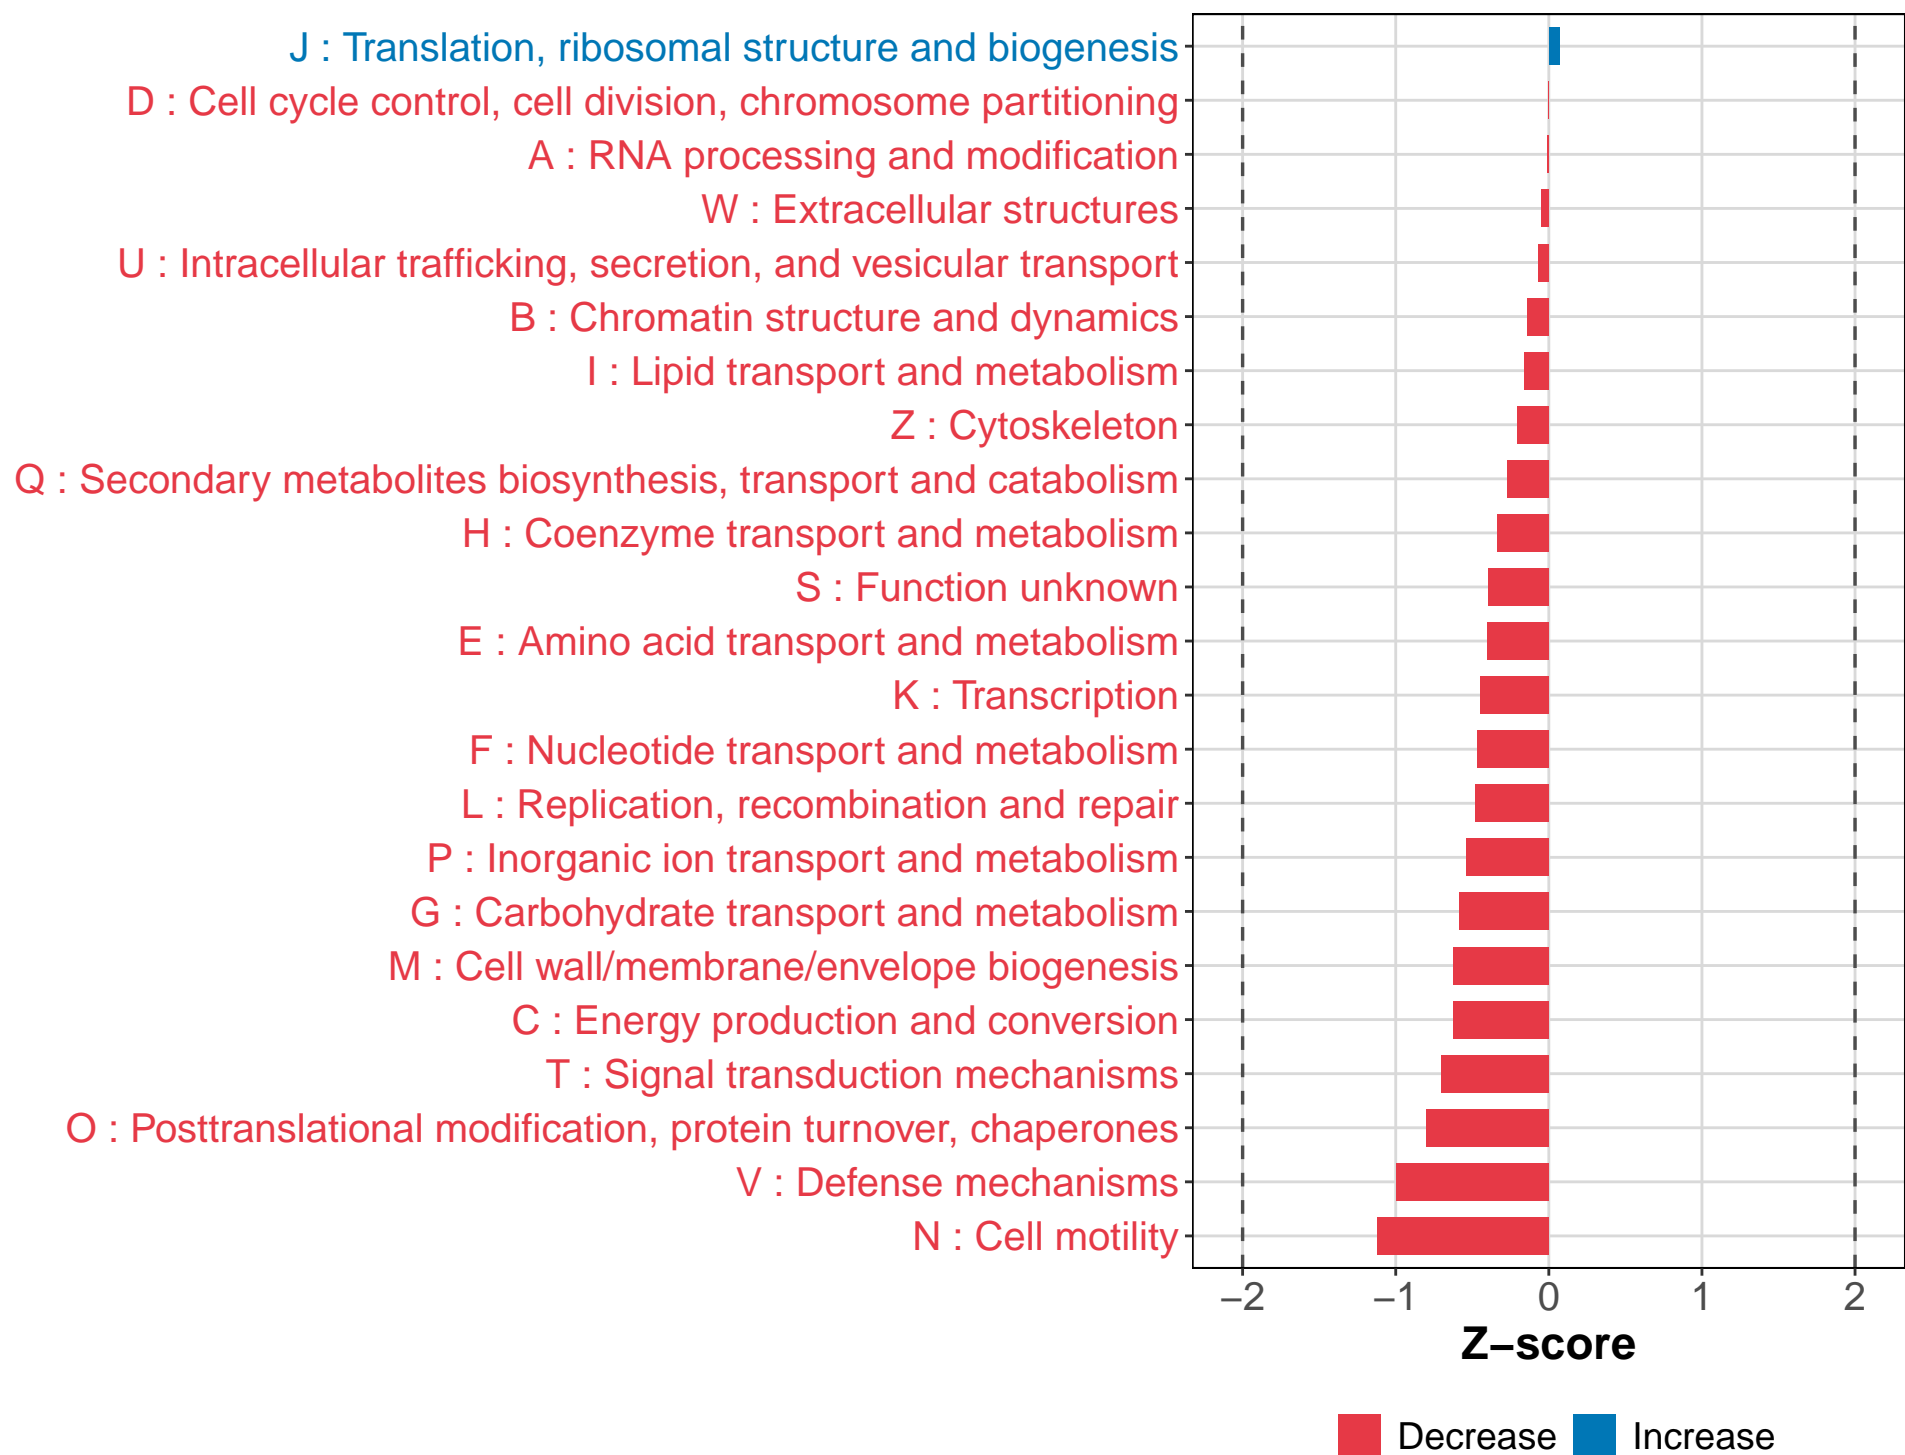 J : Translation, ribosomal structure and biogenesis
D : Cell cycle control, cell division, chromosome partitioning
A : RNA processing and modification
W : Extracellular structures
U : Intracellular trafficking, secretion, and vesicular transport
B : Chromatin structure and dynamics
I : Lipid transport and metabolism
Z : Cytoskeleton
Q : Secondary metabolites biosynthesis, transport and catabolism
H : Coenzyme transport and metabolism
S : Function unknown
E : Amino acid transport and metabolism
K : Transcription
F : Nucleotide transport and metabolism
L : Replication, recombination and repair
P : Inorganic ion transport and metabolism
G : Carbohydrate transport and metabolism
M : Cell wall/membrane/envelope biogenesis
C : Energy production and conversion
T : Signal transduction mechanisms
O : Posttranslational modification, protein turnover, chaperones
V : Defense mechanisms
N : Cell motility
−2 −1 0 1 2
Z−score
Decrease Increase